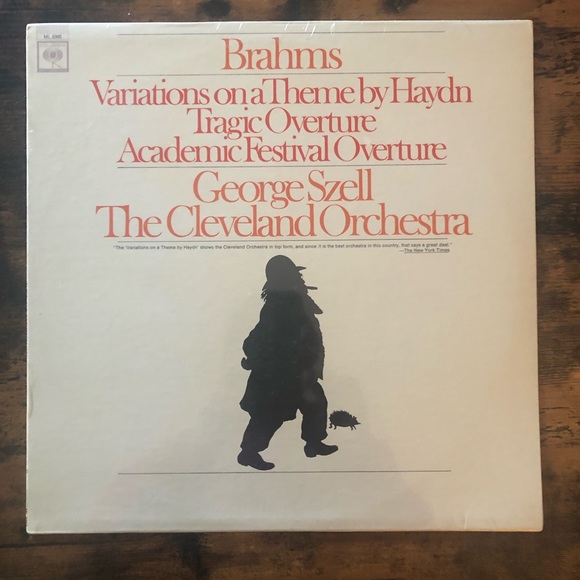 Brahms
Variations on a Theme by Haydn
Tragic Overture
Academic Festival Overture
George Szell
The Cleveland Orchestra
"The 'Variations on a Theme by Haydn' shows the Cleveland Orchestra in top form, and since it is the best orchestra in this country, that says a great deal."
—The New York Times